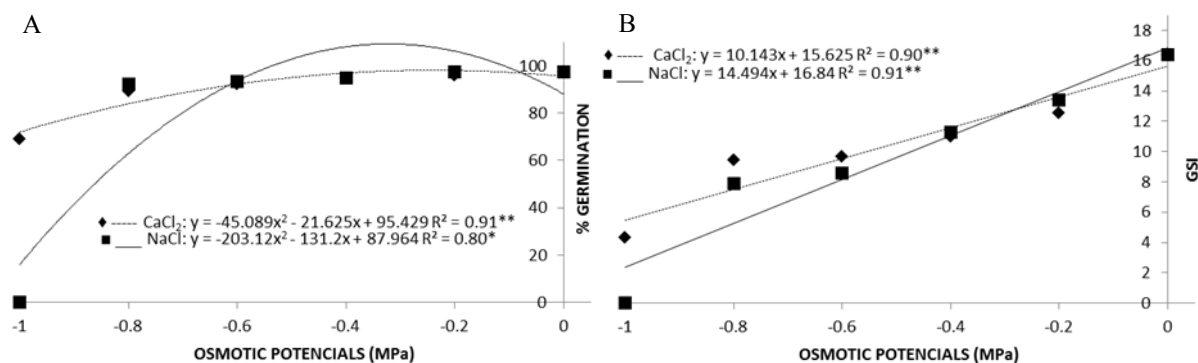 A
100
80
60
40
20
0
% GERMINATION
CaCl₂: y = -45.089x² - 21.625x + 95.429 R² = 0.91**
NaCl: y = -203.12x² - 131.2x + 87.964 R² = 0.80*
-1 -0.8 -0.6 -0.4 -0.2 0
OSMOTIC POTENCIALS (MPa)
B
CaCl₂: y = 10.143x + 15.625 R² = 0.90**
NaCl: y = 14.494x + 16.84 R² = 0.91**
18
16
14
12
10
8
6
4
2
0
GSI
-1 -0.8 -0.6 -0.4 -0.2 0
OSMOTIC POTENCIALS (MPa)